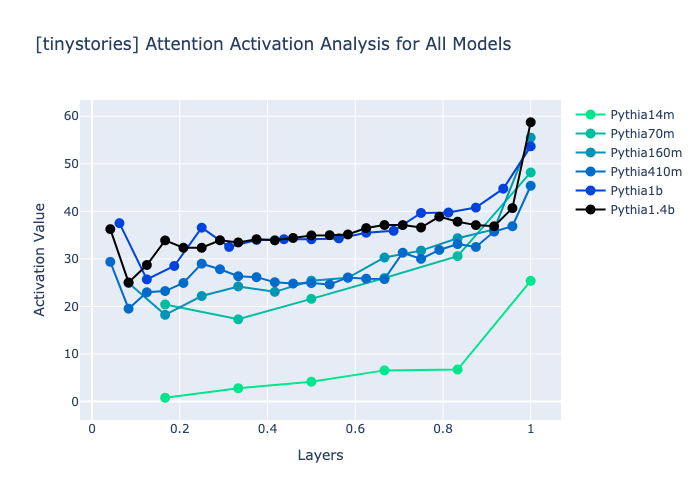 [tinystories] Attention Activation Analysis for All Models
Pythia14m
Pythia70m
Pythia160m
Pythia410m
Pythia1b
Pythia1.4b
Activation Value
60
50
40
30
20
10
0
0 0.2 0.4 0.6 0.8 1
Layers